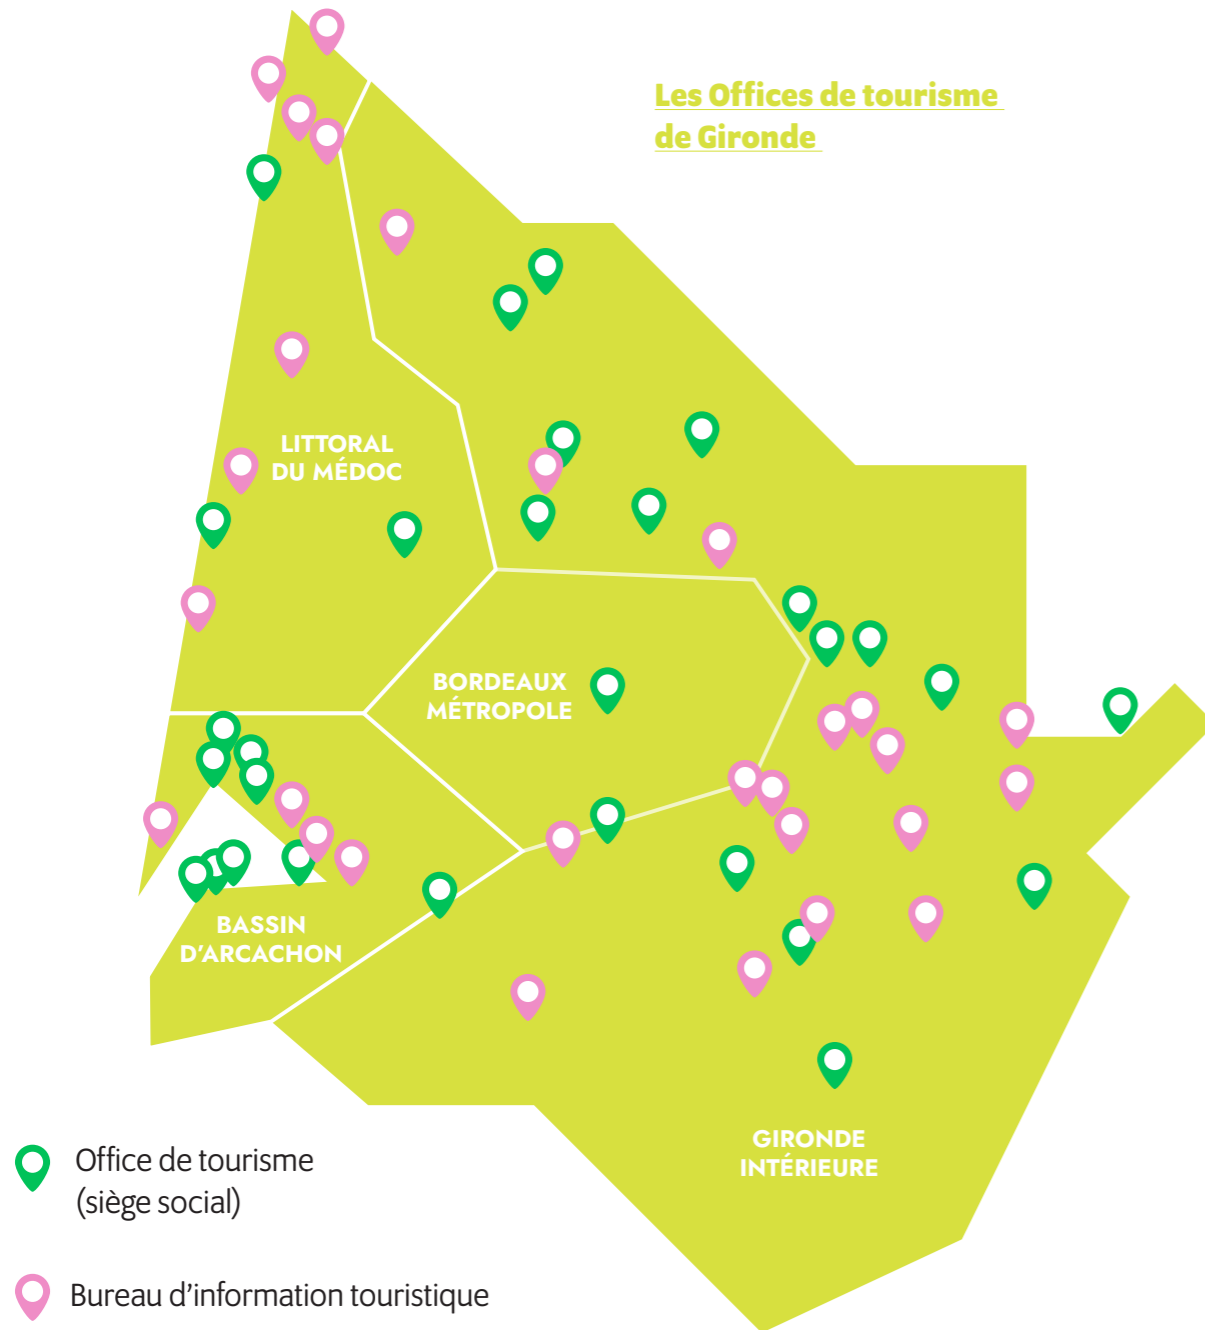 Les Offices de tourisme
de Gironde
LITTORAL
DU MÉDOC
BORDEAUX
MÉTROPOLE
BASSIN
D'ARCACHON
GIRONDE
INTÉRIEURE
Office de tourisme
(siège social)
Bureau d'information touristique